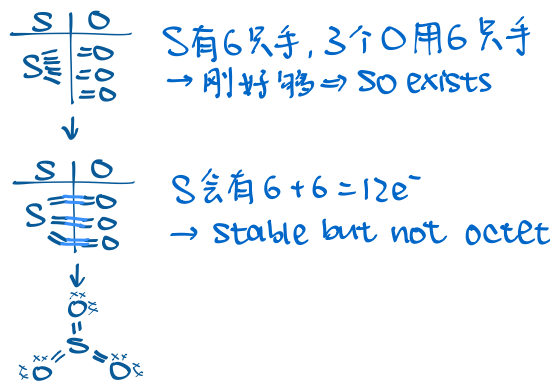 S | O
S =O
=O
=O
S有6只手, 3个O用6只手
→ 刚好够 ⇒ so exists
S | O
S =O
=O
=O
S会有 6+6=12e⁻
→ stable but not octet
O
S
O O